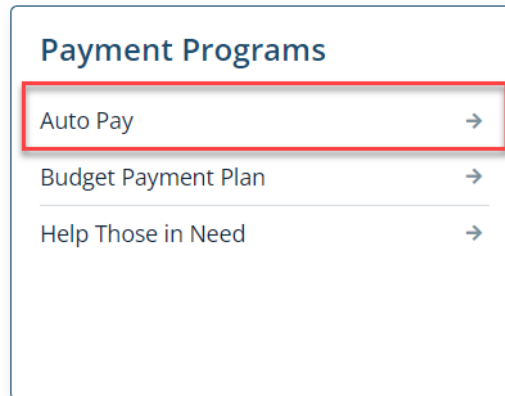 Payment Programs
Auto Pay
Budget Payment Plan
Help Those in Need